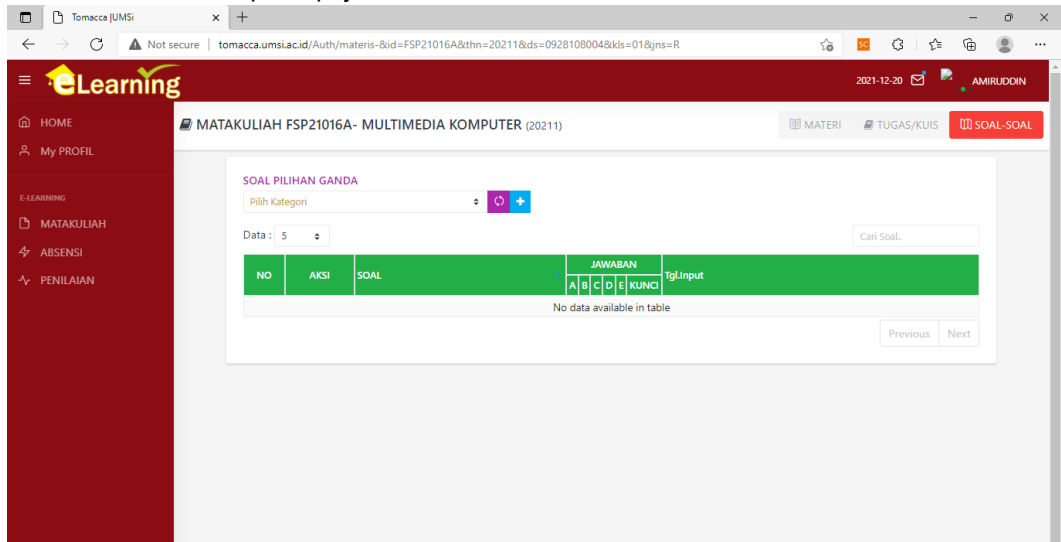 Tomacca |UMSi
Not secure | tomacca.umsi.ac.id/Auth/materis-&id=FSP21016A&thn=20211&ds=0928108004&kls=01&jns=R
SC
eLearning
2021-12-20 AMIRUDDIN
HOME
My PROFIL
E-LEARNING
MATAKULIAH
ABSENSI
PENILAIAN
MATAKULIAH FSP21016A- MULTIMEDIA KOMPUTER (20211)
MATERI TUGAS/KUIS SOAL-SOAL
SOAL PILIHAN GANDA
Pilih Kategori
Data : 5
Cari Soal..
NO AKSI SOAL JAWABAN Tgl.Input
A B C D E KUNCI
No data available in table
Previous Next